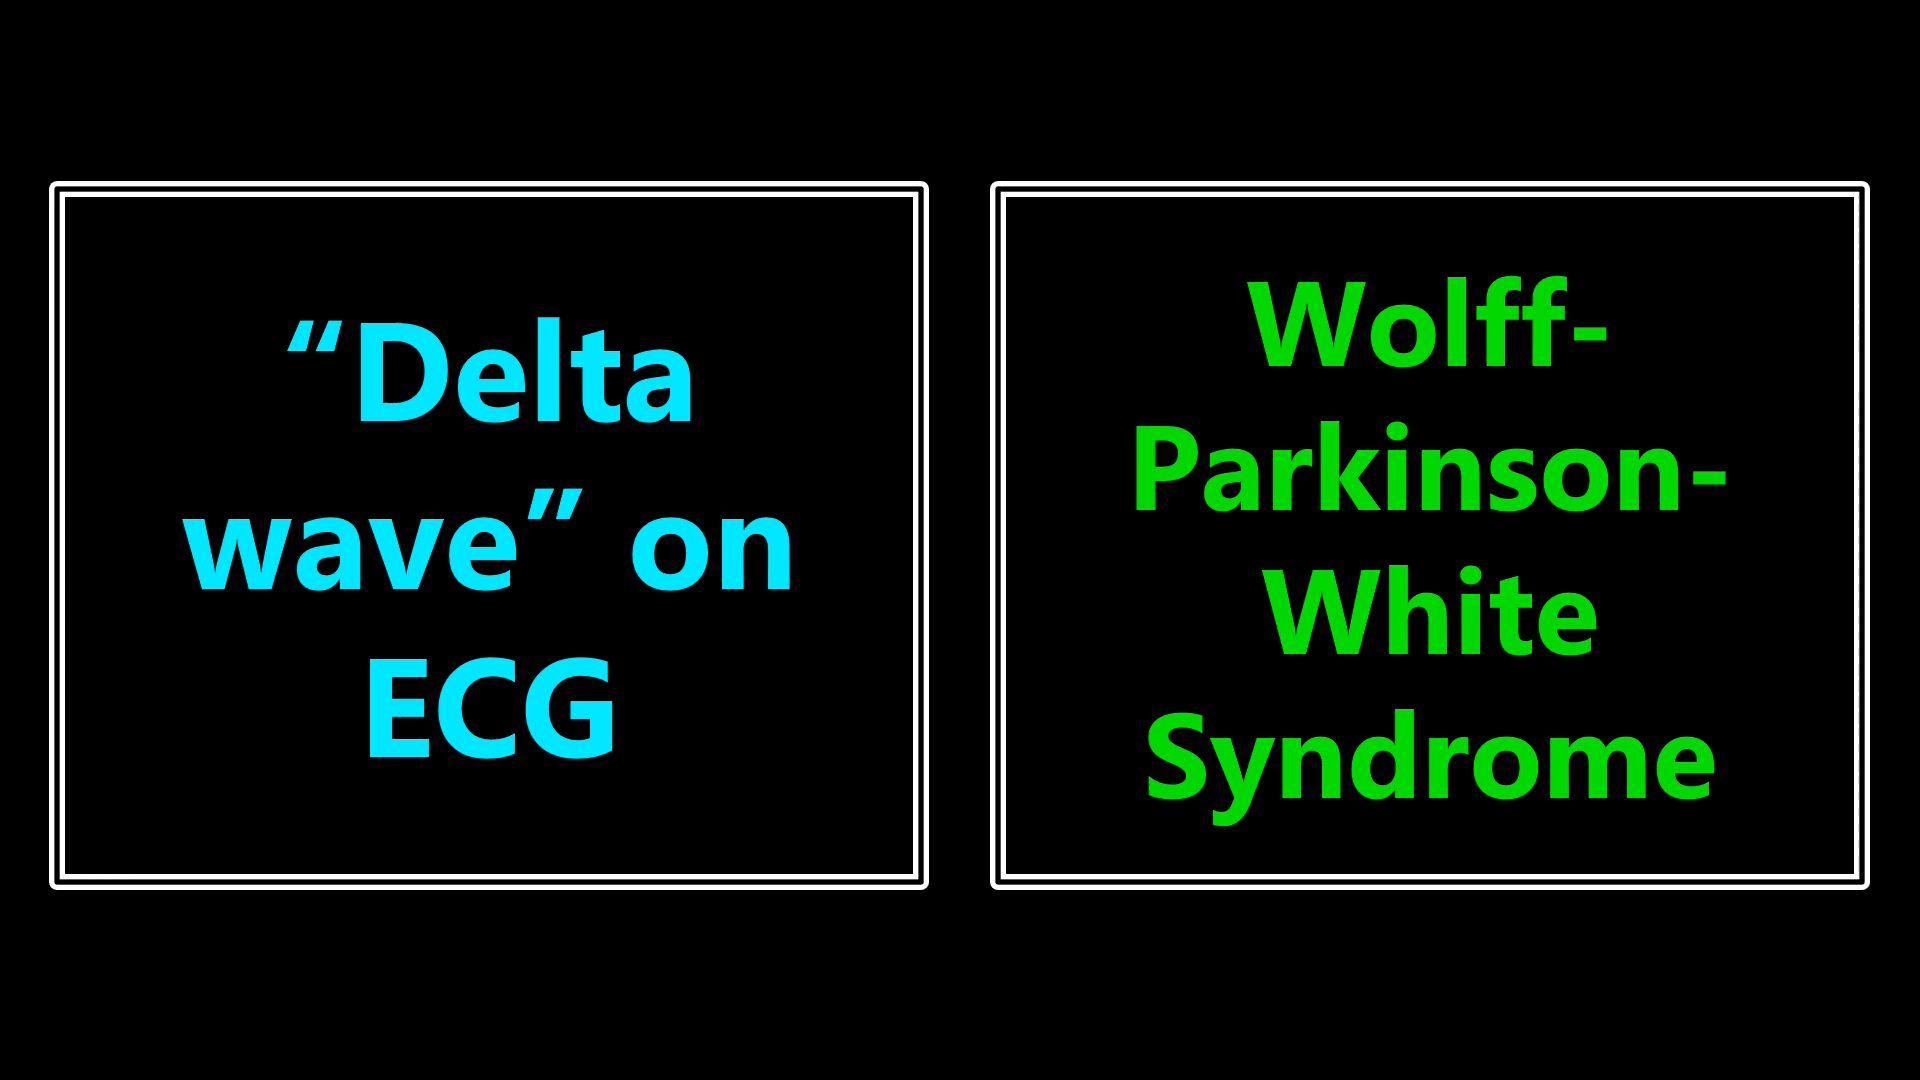 “Delta
wave” on
ECG
Wolff-
Parkinson-
White
Syndrome